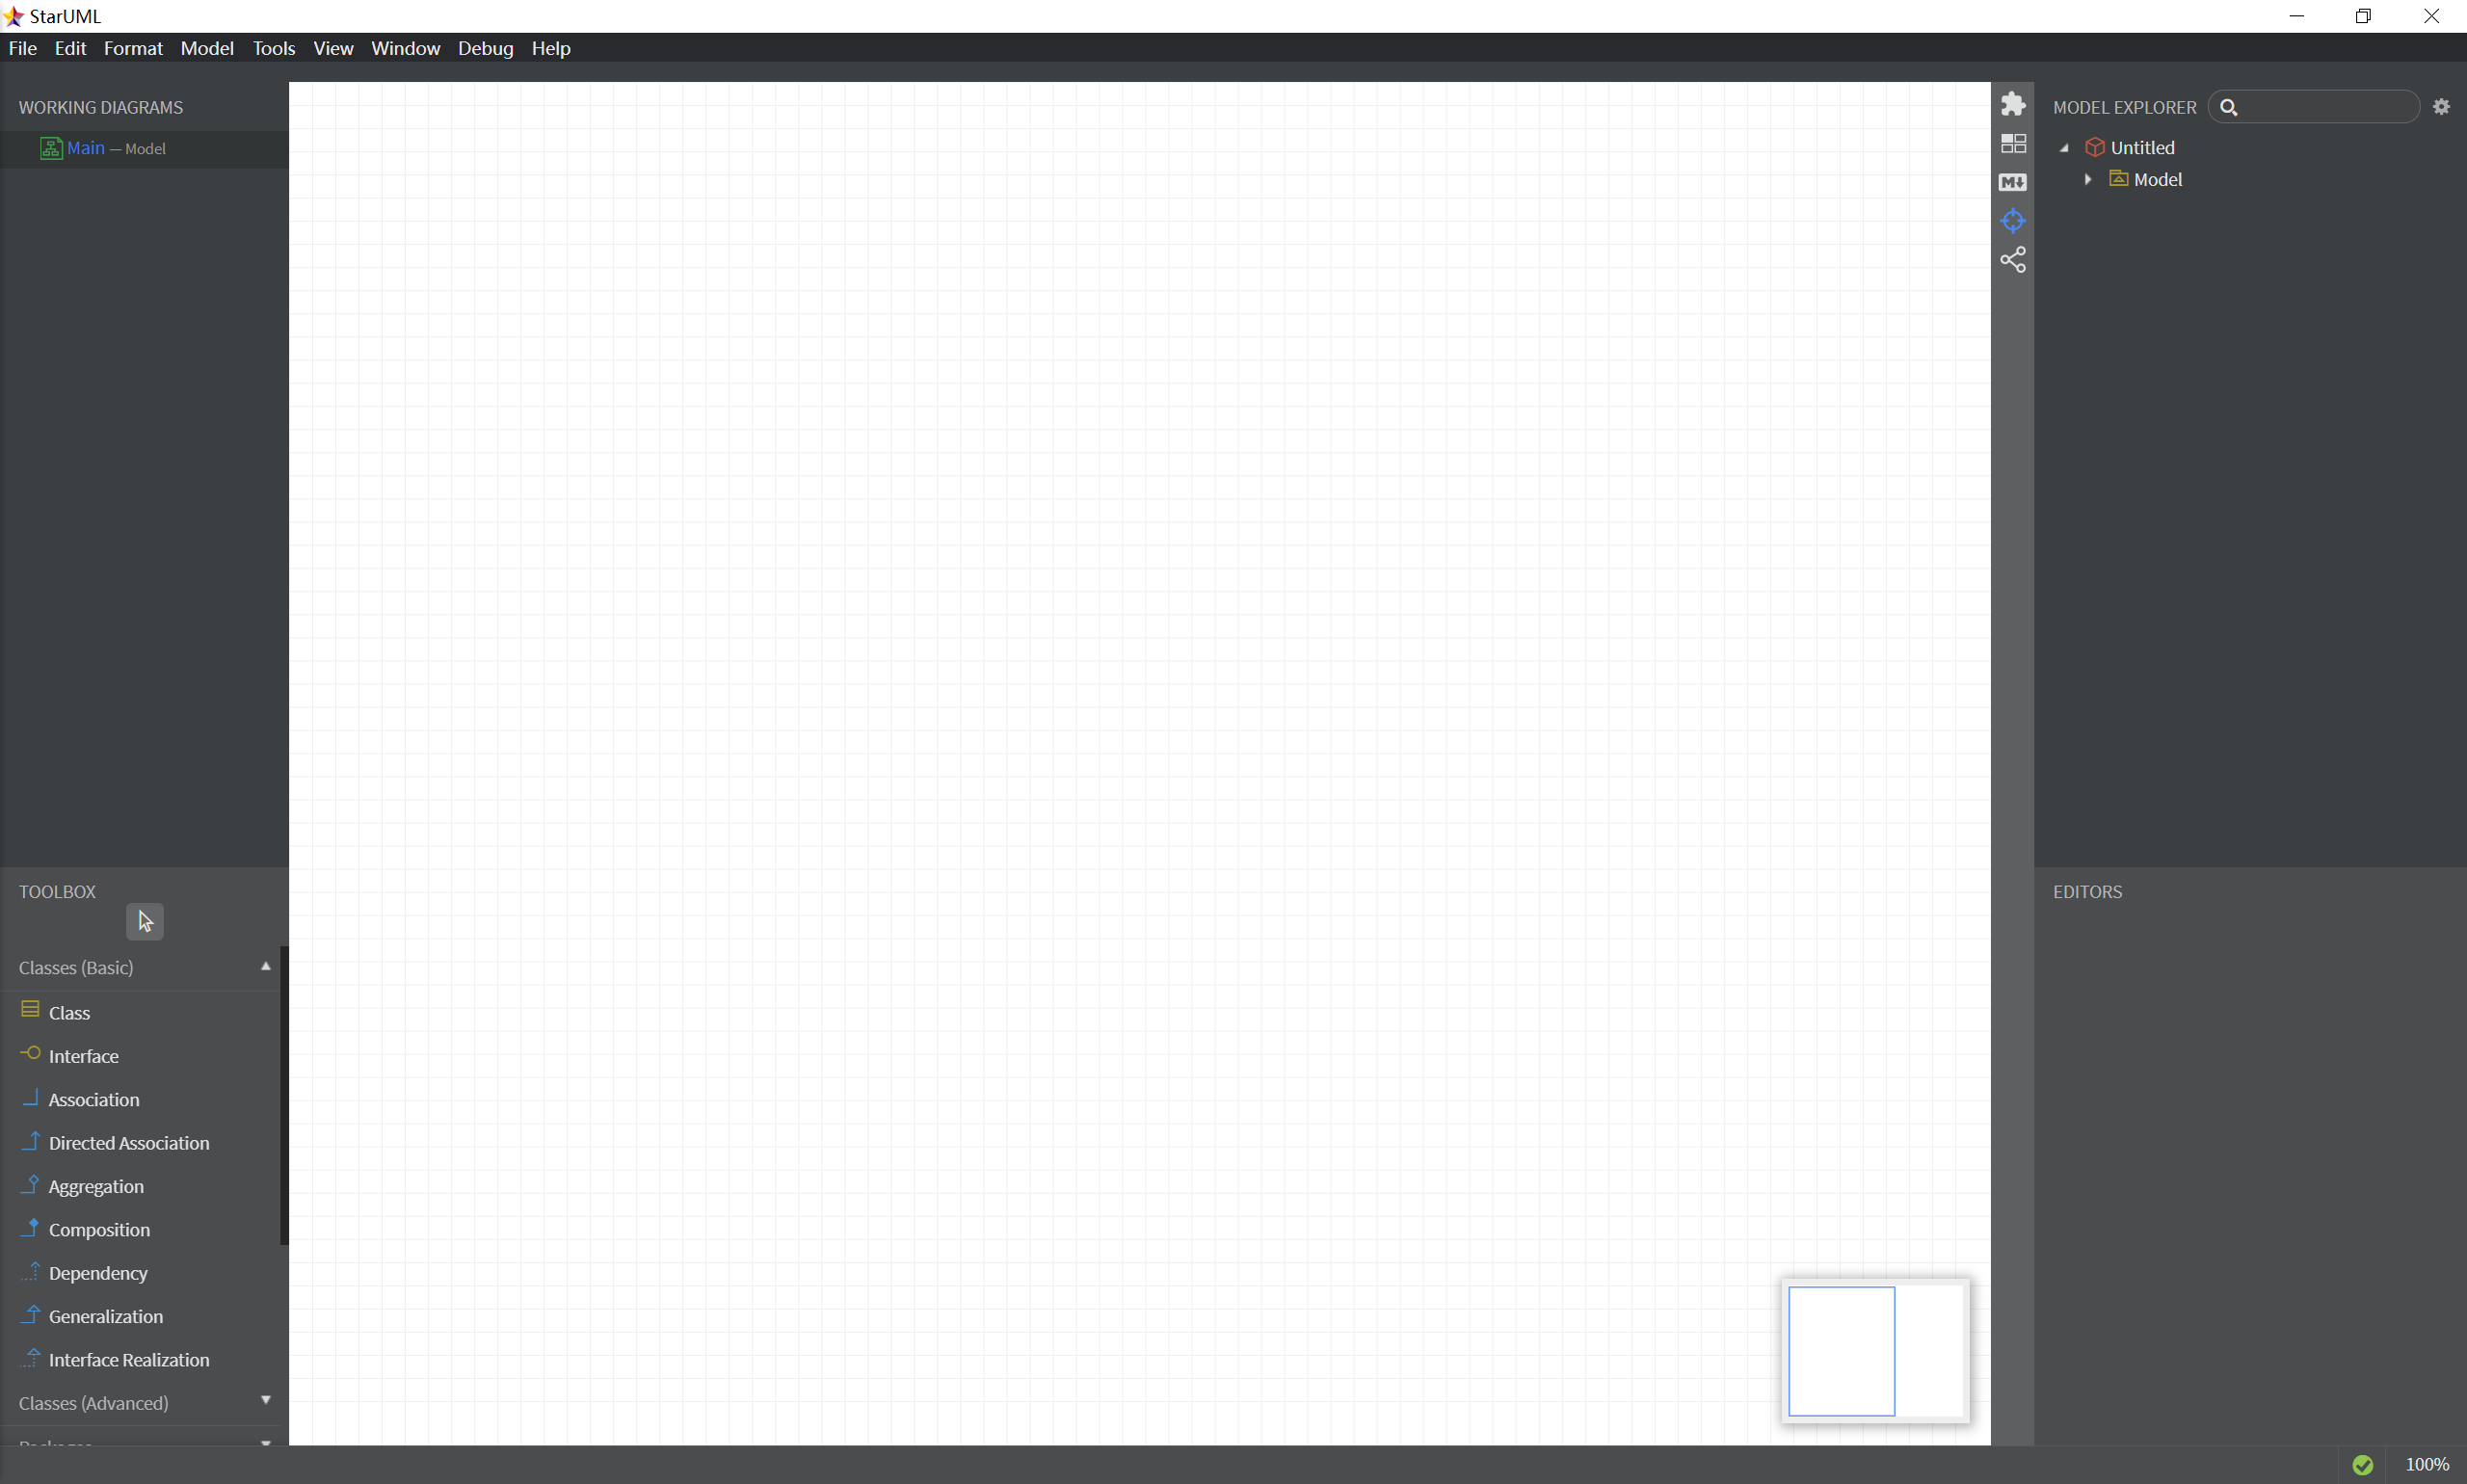 StarUML
File Edit Format Model Tools View Window Debug Help
WORKING DIAGRAMS
Main — Model
MODEL EXPLORER
Untitled
Model
TOOLBOX
Classes (Basic)
Class
Interface
Association
Directed Association
Aggregation
Composition
Dependency
Generalization
Interface Realization
Classes (Advanced)
EDITORS
100%